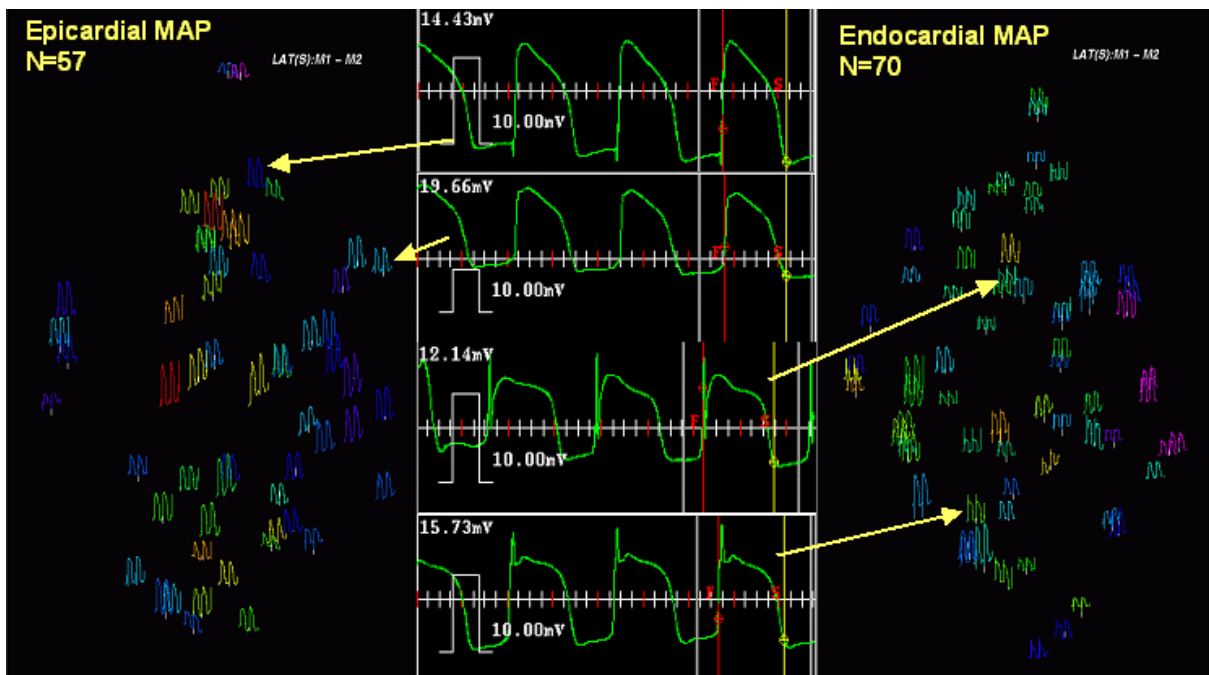 Epicardial MAP
N=57
LAT(S):M1 – M2
14.43mV
F
S
10.00mV
19.66mV
F
S
10.00mV
12.14mV
F
S
10.00mV
15.73mV
F
S
10.00mV
Endocardial MAP
N=70
LAT(S):M1 – M2